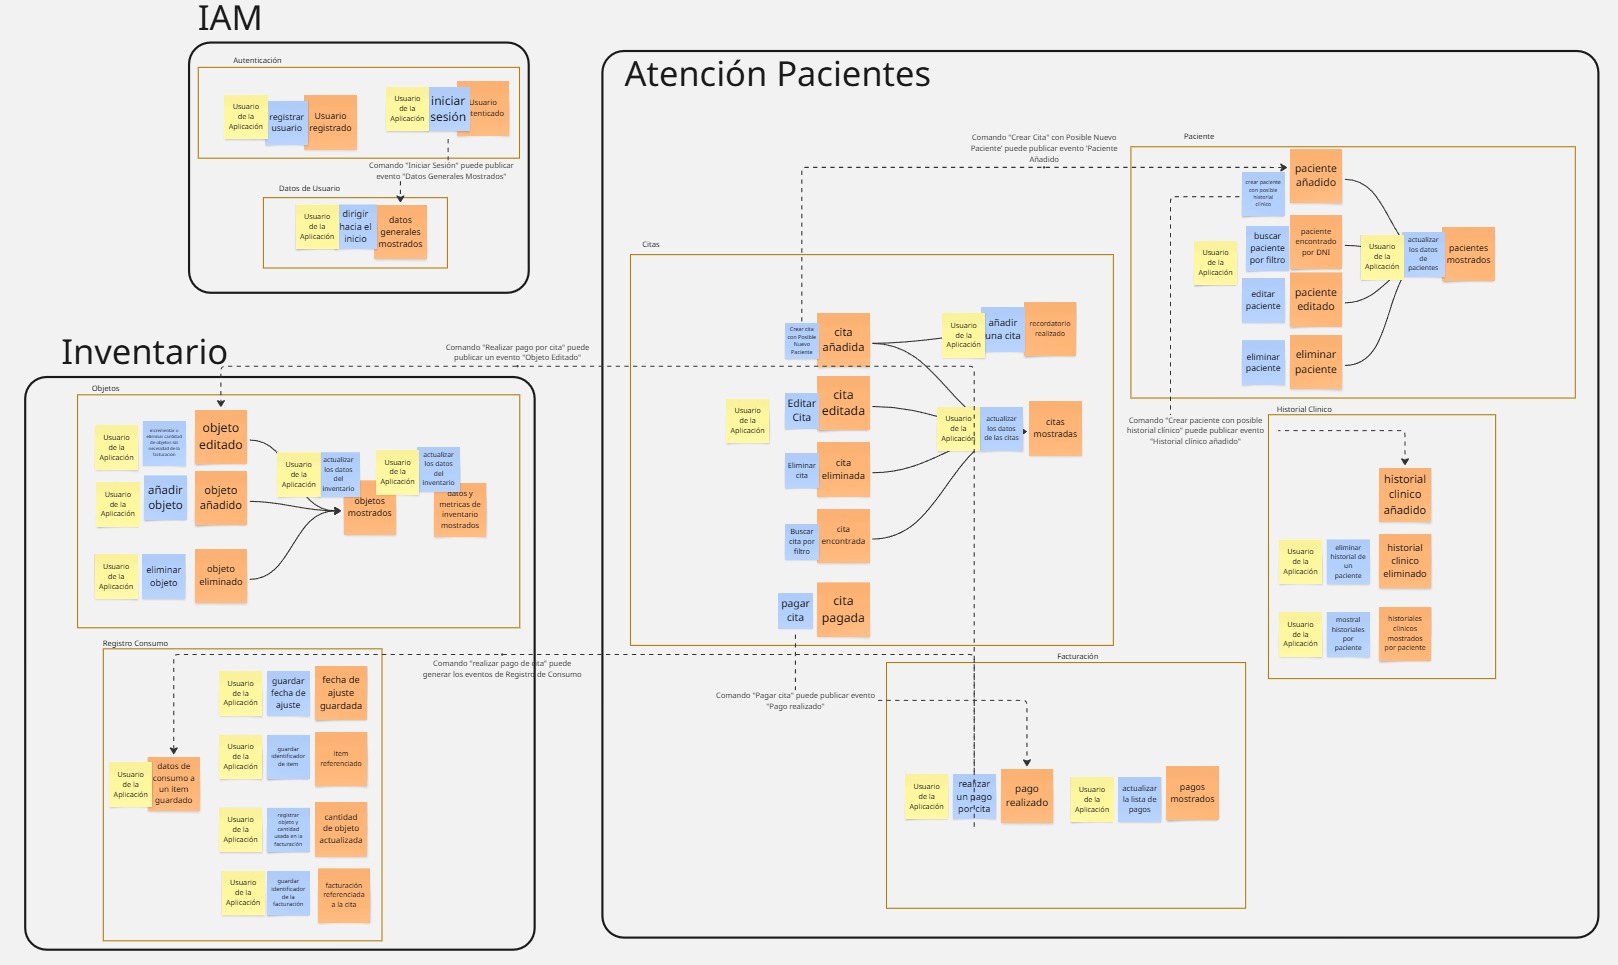 IAM
Autenticación
Usuario
de la
Aplicación
registrar
usuario
Usuario
registrado
Usuario
de la
Aplicación
iniciar
sesión
Usuario
Comando "Iniciar Sesión" puede publicar
evento "Datos Generales Mostrados"
Datos de Usuario
Usuario
de la
Aplicación
dirigir
hacia el
inicio
datos
generales
mostrados
Inventario
Comando "Realizar pago por cita" puede
publicar un evento "Objeto Editado"
Objetos
Usuario
de la
Aplicación
incrementar o
eliminar cantidad
de objetos sin
necesidad de la
facturación
objeto
editado
Usuario
de la
Aplicación
añadir
objeto
objeto
añadido
Usuario
de la
Aplicación
eliminar
objeto
objeto
eliminado
Usuario
de la
Aplicación
actualizar
los datos
del
inventario
objetos
mostrados
Usuario
de la
Aplicación
actualizar
los datos
del
inventario
datos y
metricas de
inventario
mostrados
Registro Consumo
Comando "realizar pago de cita" puede
generar los eventos de Registro de Consumo
Usuario
de la
Aplicación
datos de
consumo a
un item
guardado
Usuario
de la
Aplicación
guardar
fecha de
ajuste
fecha de
ajuste
guardada
Usuario
de la
Aplicación
guardar
identificador
de item
item
referenciado
Usuario
de la
Aplicación
registrar
objeto y
cantidad
usada en la
facturación
cantidad
de objeto
actualizada
Usuario
de la
Aplicación
guardar
identificador
de la
facturación
facturación
referenciada
a la cita
Atención Pacientes
Comando "Crear Cita" con Posible Nuevo
Paciente' puede publicar evento 'Paciente
Añadido
Citas
Usuario
de la
Aplicación
Crear cita
con Posible
Nuevo
Paciente
cita
añadida
Editar
Cita
cita
editada
Eliminar
cita
cita
eliminada
Buscar
cita por
filtro
cita
encontrada
pagar
cita
cita
pagada
Usuario
de la
Aplicación
añadir
una cita
recordatorio
realizado
Usuario
de la
Aplicación
actualizar
los datos
de las citas
citas
mostradas
Comando "Pagar cita" puede publicar evento
"Pago realizado"
Facturación
Usuario
de la
Aplicación
realizar
un pago
por cita
pago
realizado
Usuario
de la
Aplicación
actualizar
la lista de
pagos
pagos
mostrados
Paciente
crear paciente
con posible
historial
clinico
paciente
añadido
Usuario
de la
Aplicación
buscar
paciente
por filtro
paciente
encontrado
por DNI
editar
paciente
paciente
editado
eliminar
paciente
eliminar
paciente
Usuario
de la
Aplicación
actualizar
los datos
de
pacientes
pacientes
mostrados
Comando "Crear paciente con posible
historial clínico" puede publicar evento
"Historial clínico añadido"
Historial Clinico
historial
clinico
añadido
Usuario
de la
Aplicación
eliminar
historial de
un
paciente
historial
clinico
eliminado
Usuario
de la
Aplicación
mostral
historiales
por
paciente
historiales
clinicos
mostrados
por paciente